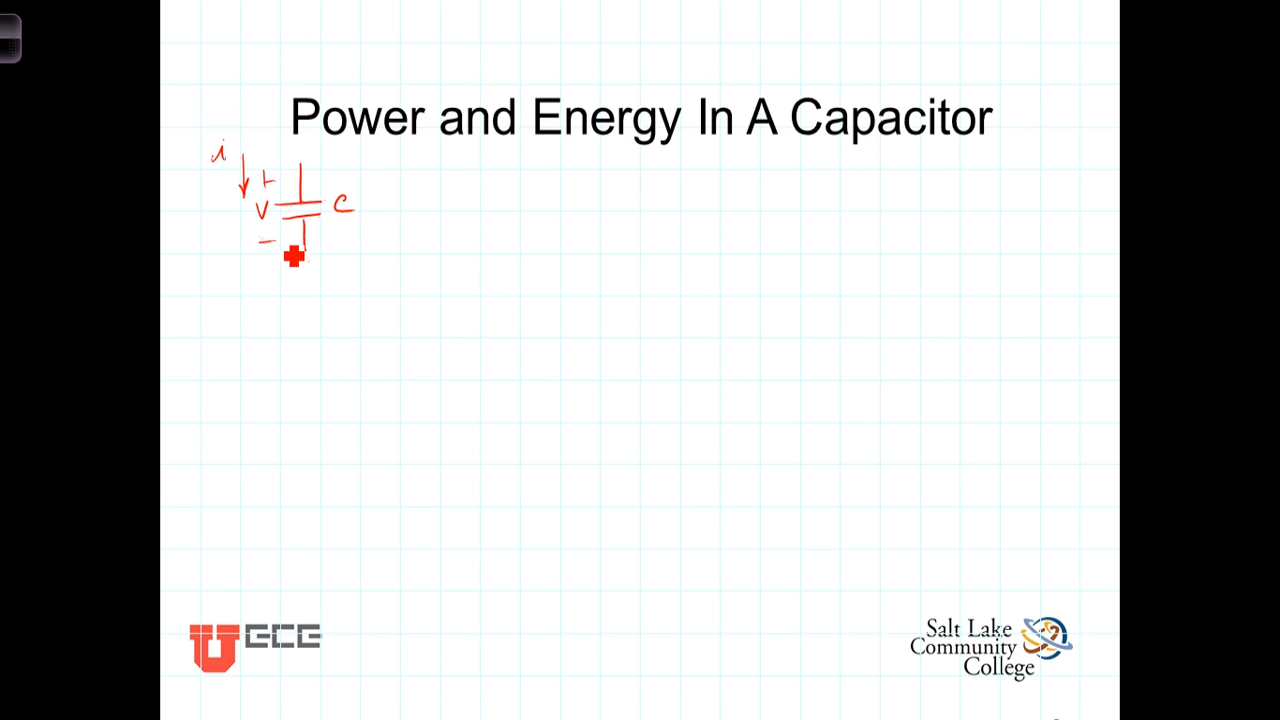 Power and Energy In A Capacitor
i
+
v
C
−
U ECE
Salt Lake
Community
College